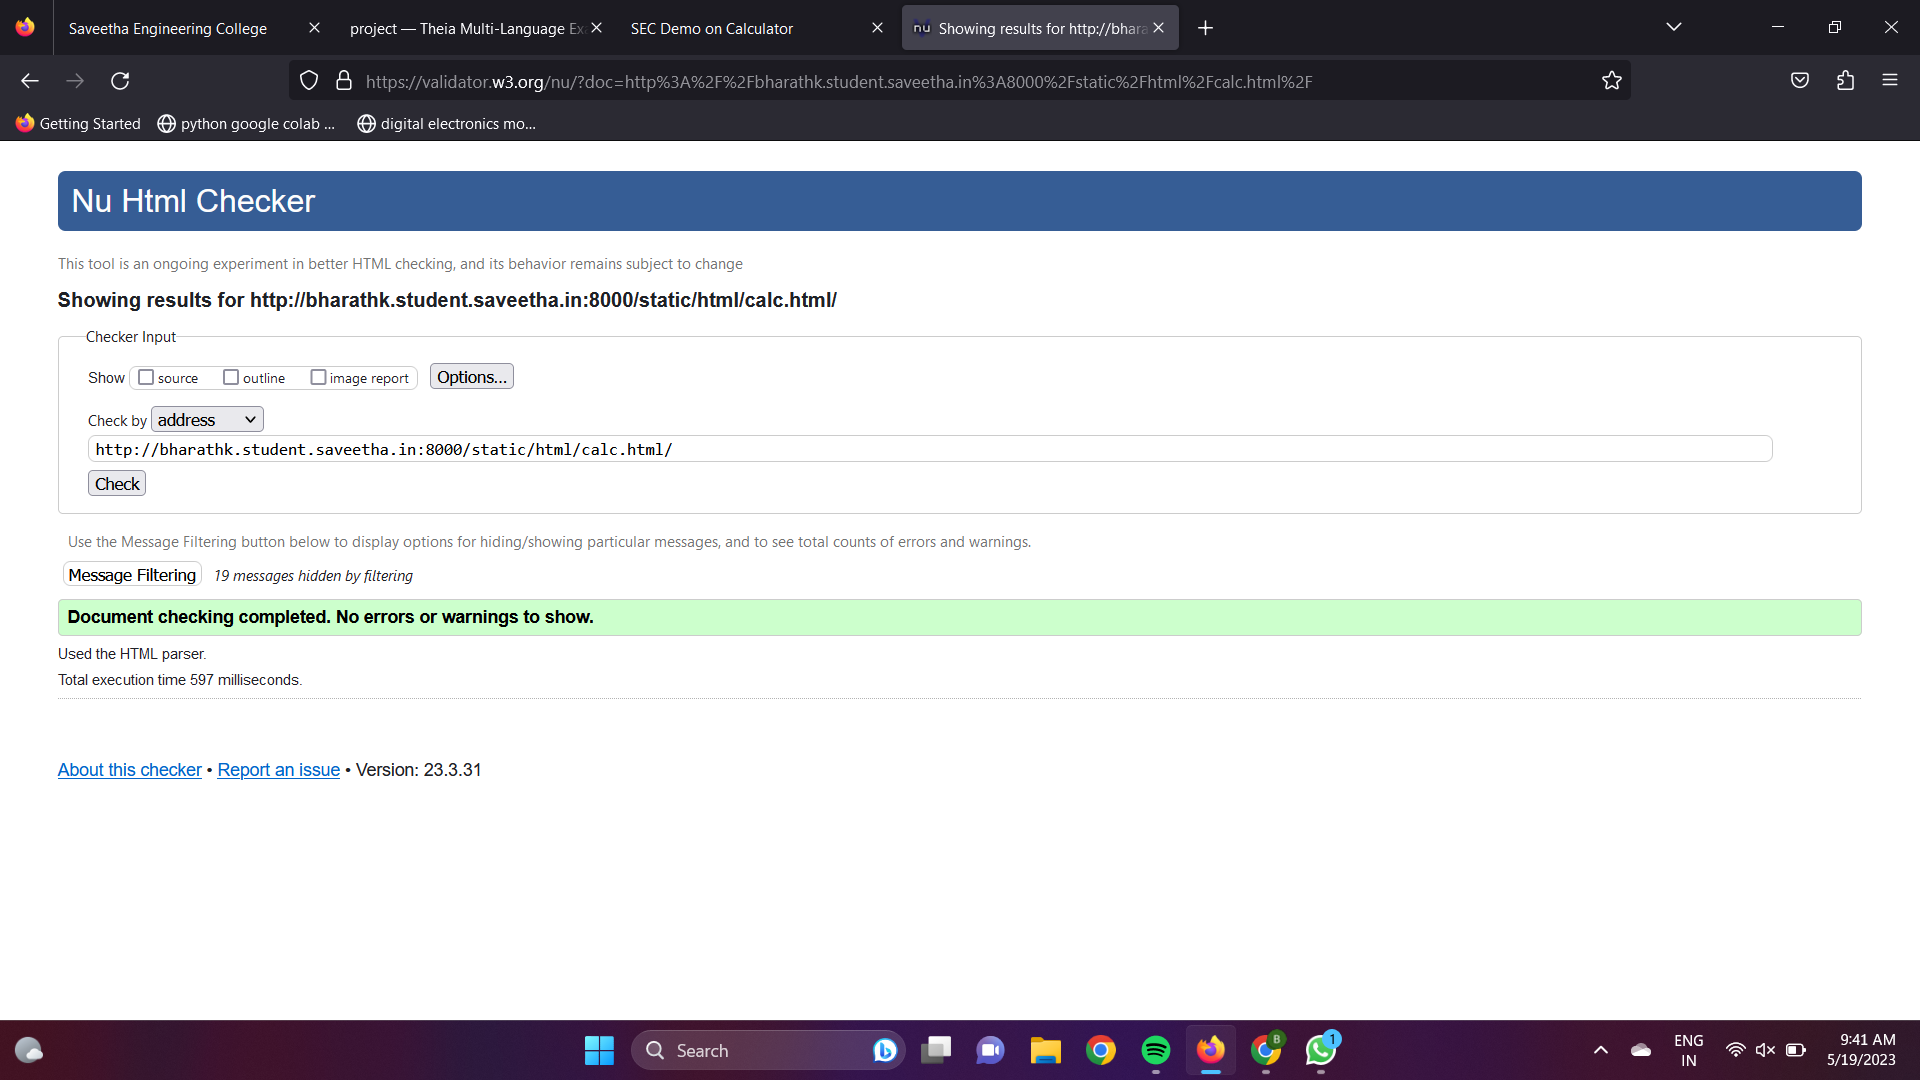 Saveetha Engineering College
project — Theia Multi-Language Ex
SEC Demo on Calculator
nu Showing results for http://bhara
https://validator.w3.org/nu/?doc=http%3A%2F%2Fbharathk.student.saveetha.in%3A8000%2Fstatic%2Fhtml%2Fcalc.html%2F
Getting Started
python google colab ...
digital electronics mo...
Nu Html Checker
This tool is an ongoing experiment in better HTML checking, and its behavior remains subject to change
Showing results for http://bharathk.student.saveetha.in:8000/static/html/calc.html/
Checker Input
Show source outline image report Options...
Check by address
http://bharathk.student.saveetha.in:8000/static/html/calc.html/
Check
Use the Message Filtering button below to display options for hiding/showing particular messages, and to see total counts of errors and warnings.
Message Filtering 19 messages hidden by filtering
Document checking completed. No errors or warnings to show.
Used the HTML parser.
Total execution time 597 milliseconds.
About this checker • Report an issue • Version: 23.3.31
Search
B
1
ENG
IN
9:41 AM
5/19/2023